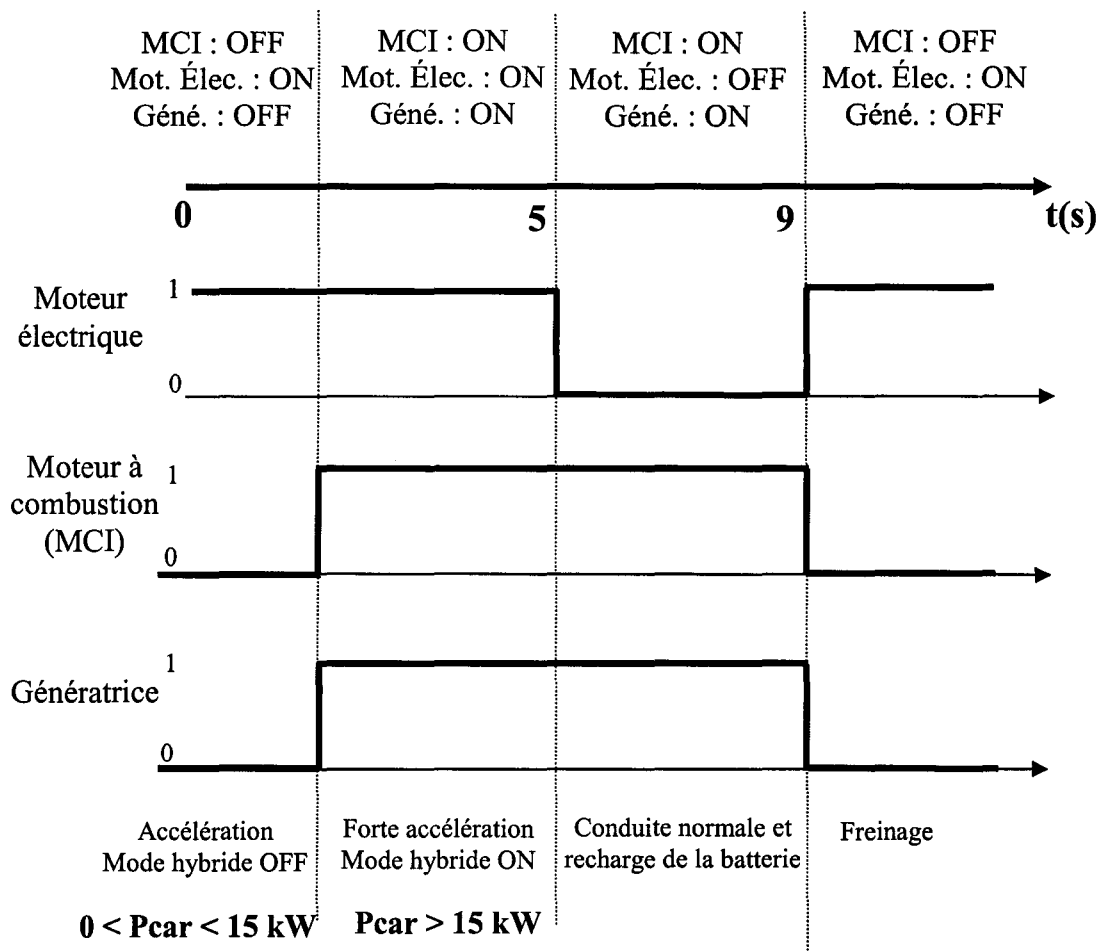 MCI : OFF
Mot. Élec. : ON
Géné. : OFF
MCI : ON
Mot. Élec. : ON
Géné. : ON
MCI : ON
Mot. Élec. : OFF
Géné. : ON
MCI : OFF
Mot. Élec. : ON
Géné. : OFF
0
5
9
t(s)
Moteur
électrique
1
0
Moteur à
combustion
(MCI)
1
0
Génératrice
1
0
Accélération
Mode hybride OFF
Forte accélération
Mode hybride ON
Conduite normale et
recharge de la batterie
Freinage
0 < Pcar < 15 kW
Pcar > 15 kW